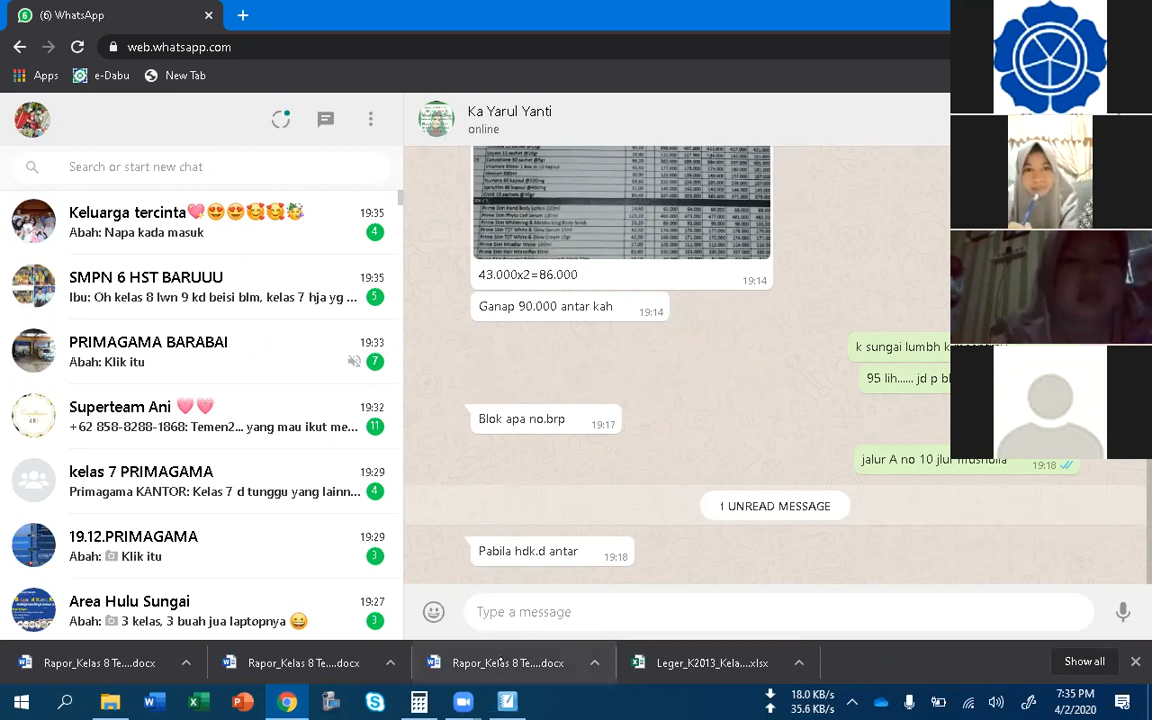 (6) WhatsApp
web.whatsapp.com
Apps
e-Dabu
New Tab
Search or start new chat
Keluarga tercinta💗😍😍🥰🥰💐
19:35
Abah: Napa kada masuk
4
SMPN 6 HST BARUUU
19:35
Ibu: Oh kelas 8 lwn 9 kd beisi blm, kelas 7 hja yg ...
5
PRIMAGAMA BARABAI
19:33
Abah: Klik itu
7
Superteam Ani 💗💗
19:32
+62 858-8288-1868: Temen2... yang mau ikut me...
11
kelas 7 PRIMAGAMA
19:29
Primagama KANTOR: Kelas 7 d tunggu yang lainn...
4
19.12.PRIMAGAMA
19:29
Abah: 📷 Klik itu
3
Area Hulu Sungai
19:27
Abah: 📷 3 kelas, 3 buah jua laptopnya 😀
3
Ka Yarul Yanti
online
43.000x2=86.000
19:14
Ganap 90.000 antar kah
19:14
k sungai lumbh k
95 lih...... jd p
Blok apa no.brp
19:17
jalur A no 10 jlur musholla
19:18
1 UNREAD MESSAGE
Pabila hdk.d antar
19:18
Type a message
Rapor_Kelas 8 Te....docx
Rapor_Kelas 8 Te....docx
Rapor_Kelas 8 Te....docx
Leger_K2013_Kela....xlsx
Show all
18.0 KB/s
35.6 KB/s
7:35 PM
4/2/2020